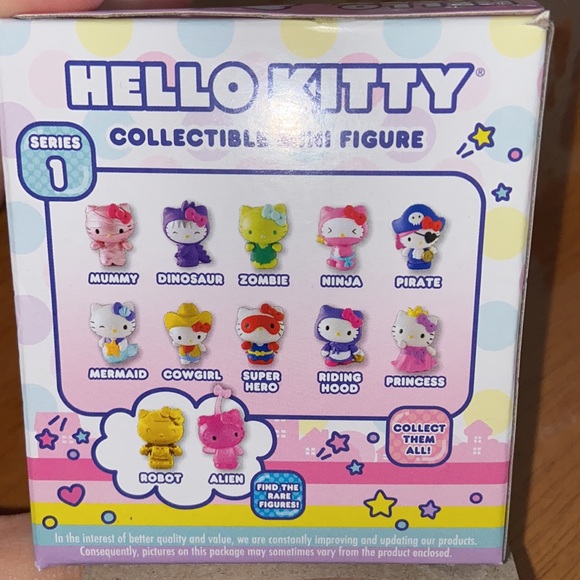 HELLO KITTY®
COLLECTIBLE MINI FIGURE
SERIES
1
MUMMY DINOSAUR ZOMBIE NINJA PIRATE
MERMAID COWGIRL SUPER HERO RIDING HOOD PRINCESS
ROBOT ALIEN
FIND THE
RARE
FIGURES!
COLLECT
THEM
ALL!
In the interest of better quality and value, we are constantly improving and updating our products.
Consequently, pictures on this package may sometimes vary from the product enclosed.